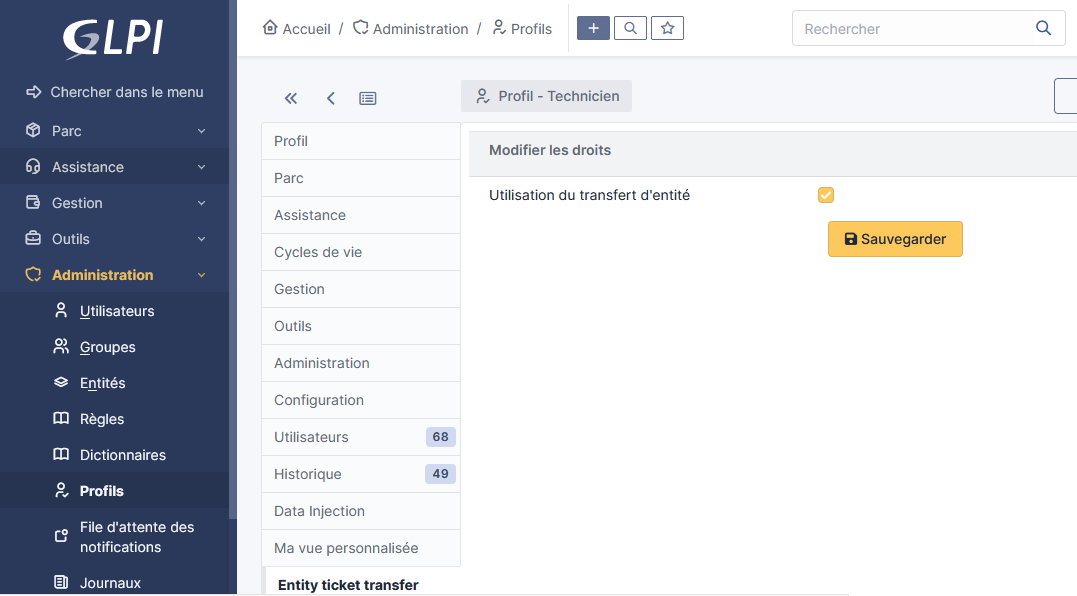 GLPI
Chercher dans le menu
Parc
Assistance
Gestion
Outils
Administration
Utilisateurs
Groupes
Entités
Règles
Dictionnaires
Profils
File d'attente des
notifications
Journaux
Accueil / Administration / Profils
Rechercher
Profil - Technicien
Profil
Parc
Assistance
Cycles de vie
Gestion
Outils
Administration
Configuration
Utilisateurs 68
Historique 49
Data Injection
Ma vue personnalisée
Entity ticket transfer
Modifier les droits
Utilisation du transfert d'entité
Sauvegarder